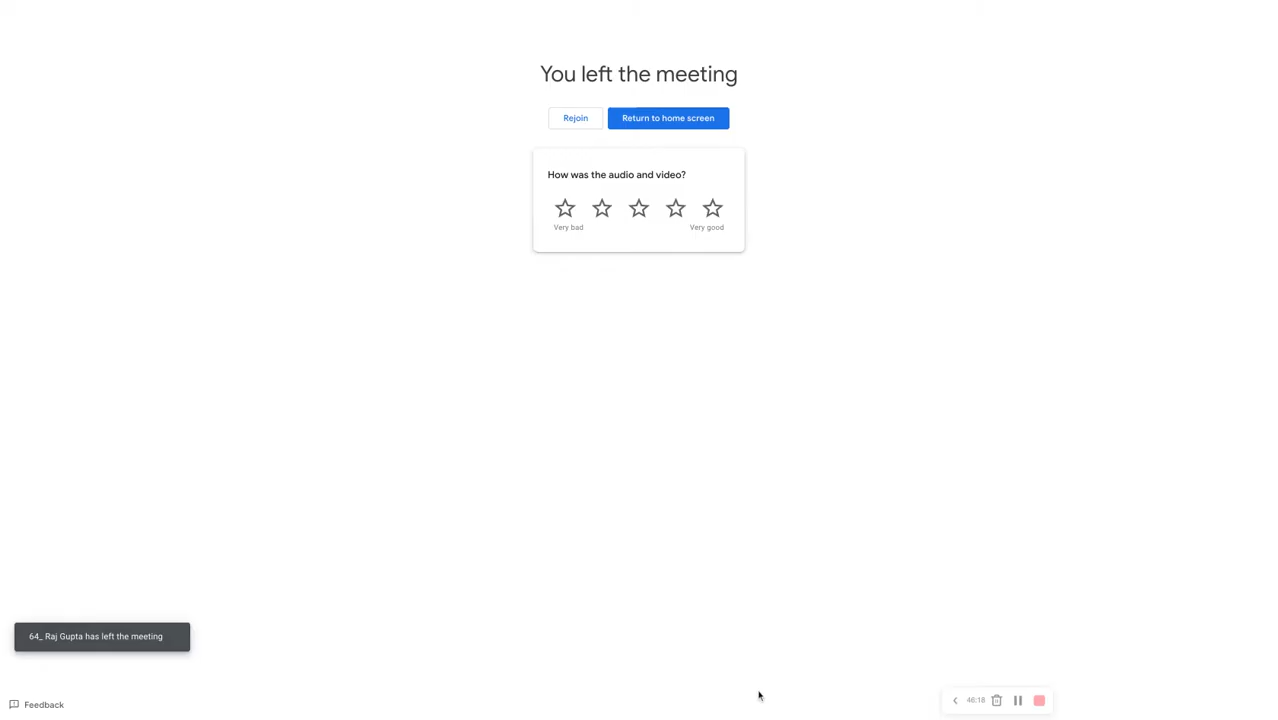 You left the meeting
Rejoin
Return to home screen
How was the audio and video?
Very bad
Very good
64_ Raj Gupta has left the meeting
Feedback
46:18